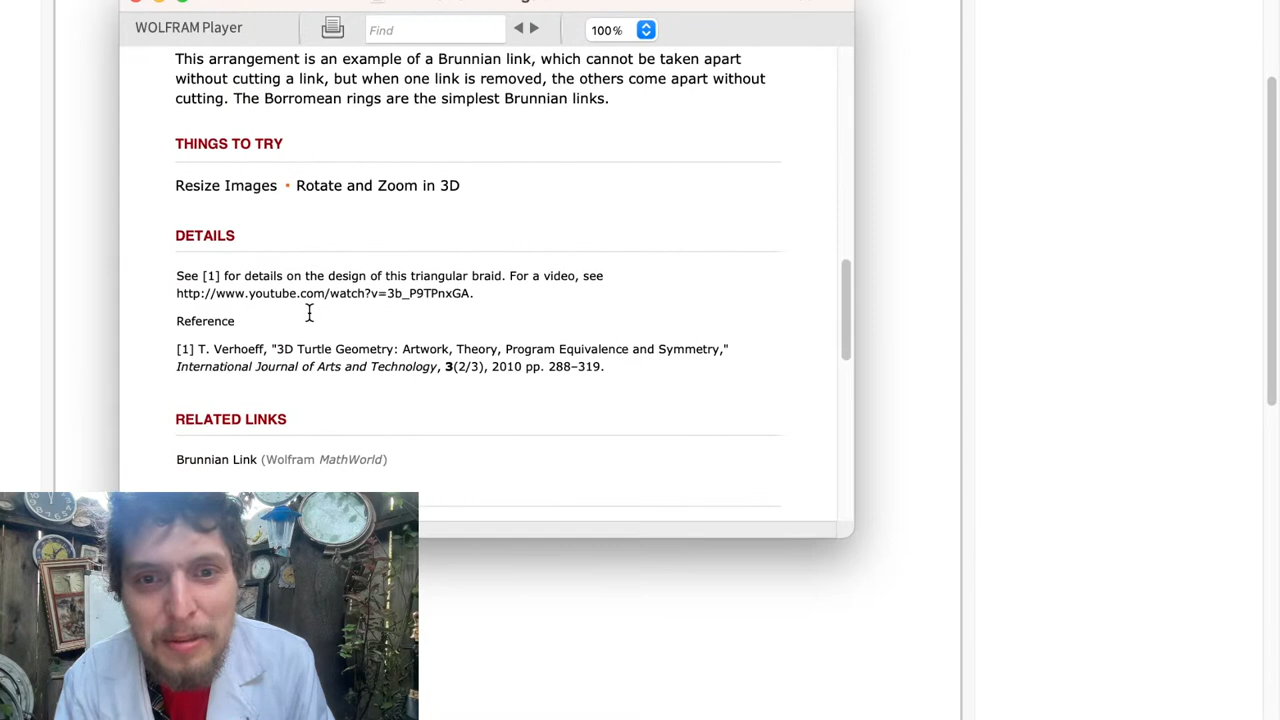 WOLFRAM Player
Find
100%
This arrangement is an example of a Brunnian link, which cannot be taken apart
without cutting a link, but when one link is removed, the others come apart without
cutting. The Borromean rings are the simplest Brunnian links.
THINGS TO TRY
Resize Images • Rotate and Zoom in 3D
DETAILS
See [1] for details on the design of this triangular braid. For a video, see
http://www.youtube.com/watch?v=3b_P9TPnxGA.
Reference
[1] T. Verhoeff, "3D Turtle Geometry: Artwork, Theory, Program Equivalence and Symmetry,"
International Journal of Arts and Technology, 3(2/3), 2010 pp. 288–319.
RELATED LINKS
Brunnian Link (Wolfram MathWorld)